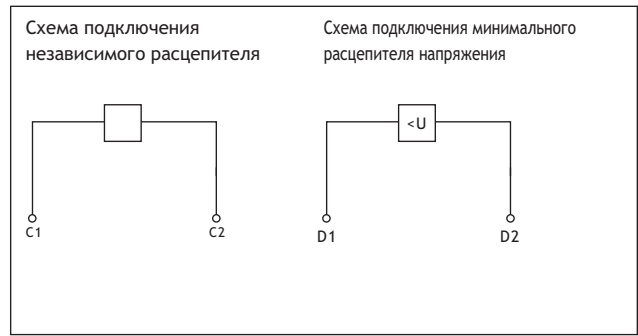 Схема подключения
независимого расцепителя
Схема подключения минимального
расцепителя напряжения
<U
C1
C2
D1
D2